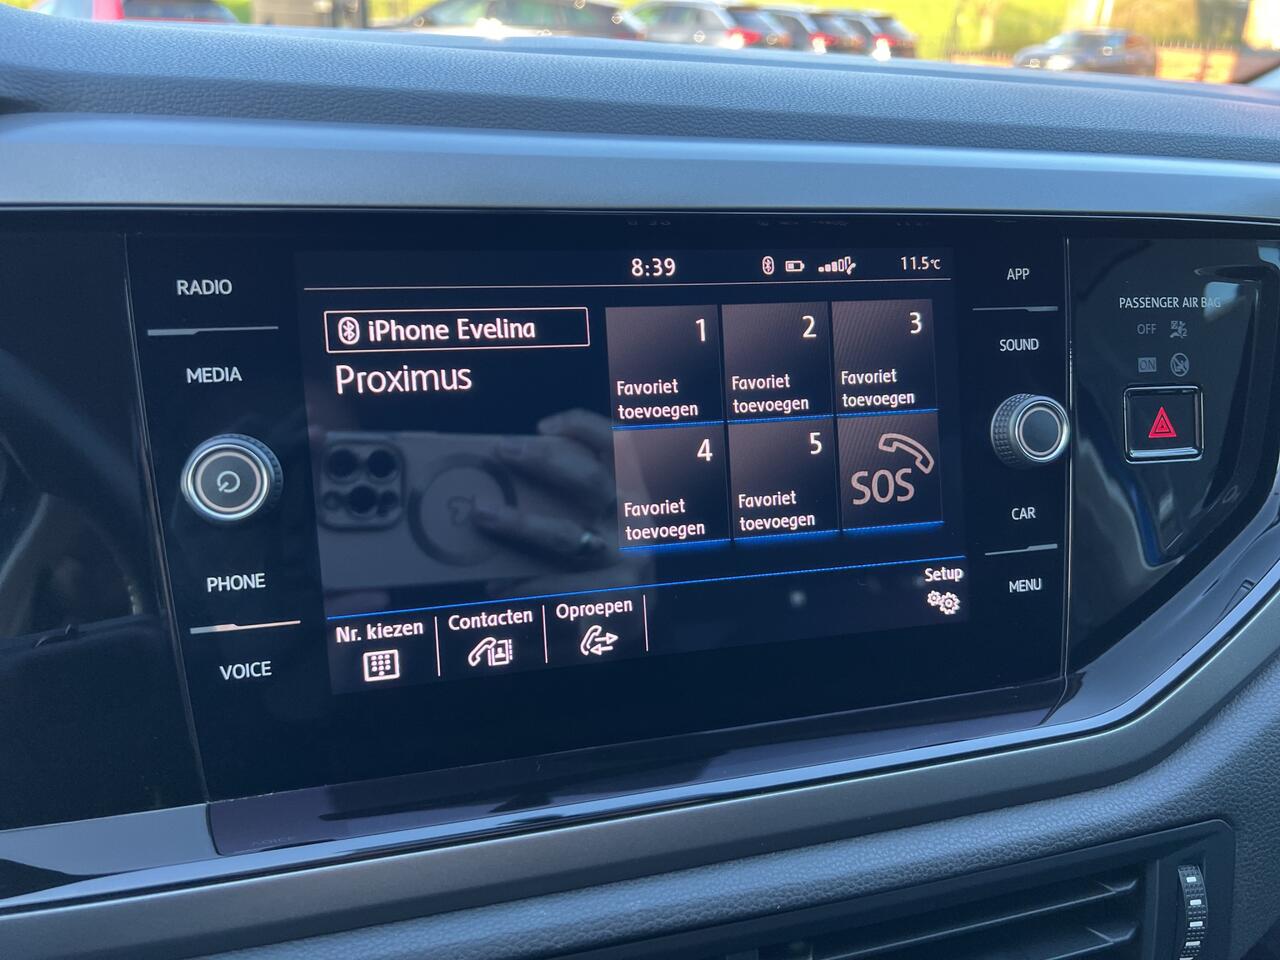 RADIO
MEDIA
PHONE
VOICE
8:39
11.5°C
iPhone Evelina
Proximus
1
Favoriet
toevoegen
2
Favoriet
toevoegen
3
Favoriet
toevoegen
4
Favoriet
toevoegen
5
Favoriet
toevoegen
SOS
Nr. kiezen
Contacten
Oproepen
Setup
APP
SOUND
CAR
MENU
PASSENGER AIR BAG
OFF
ON